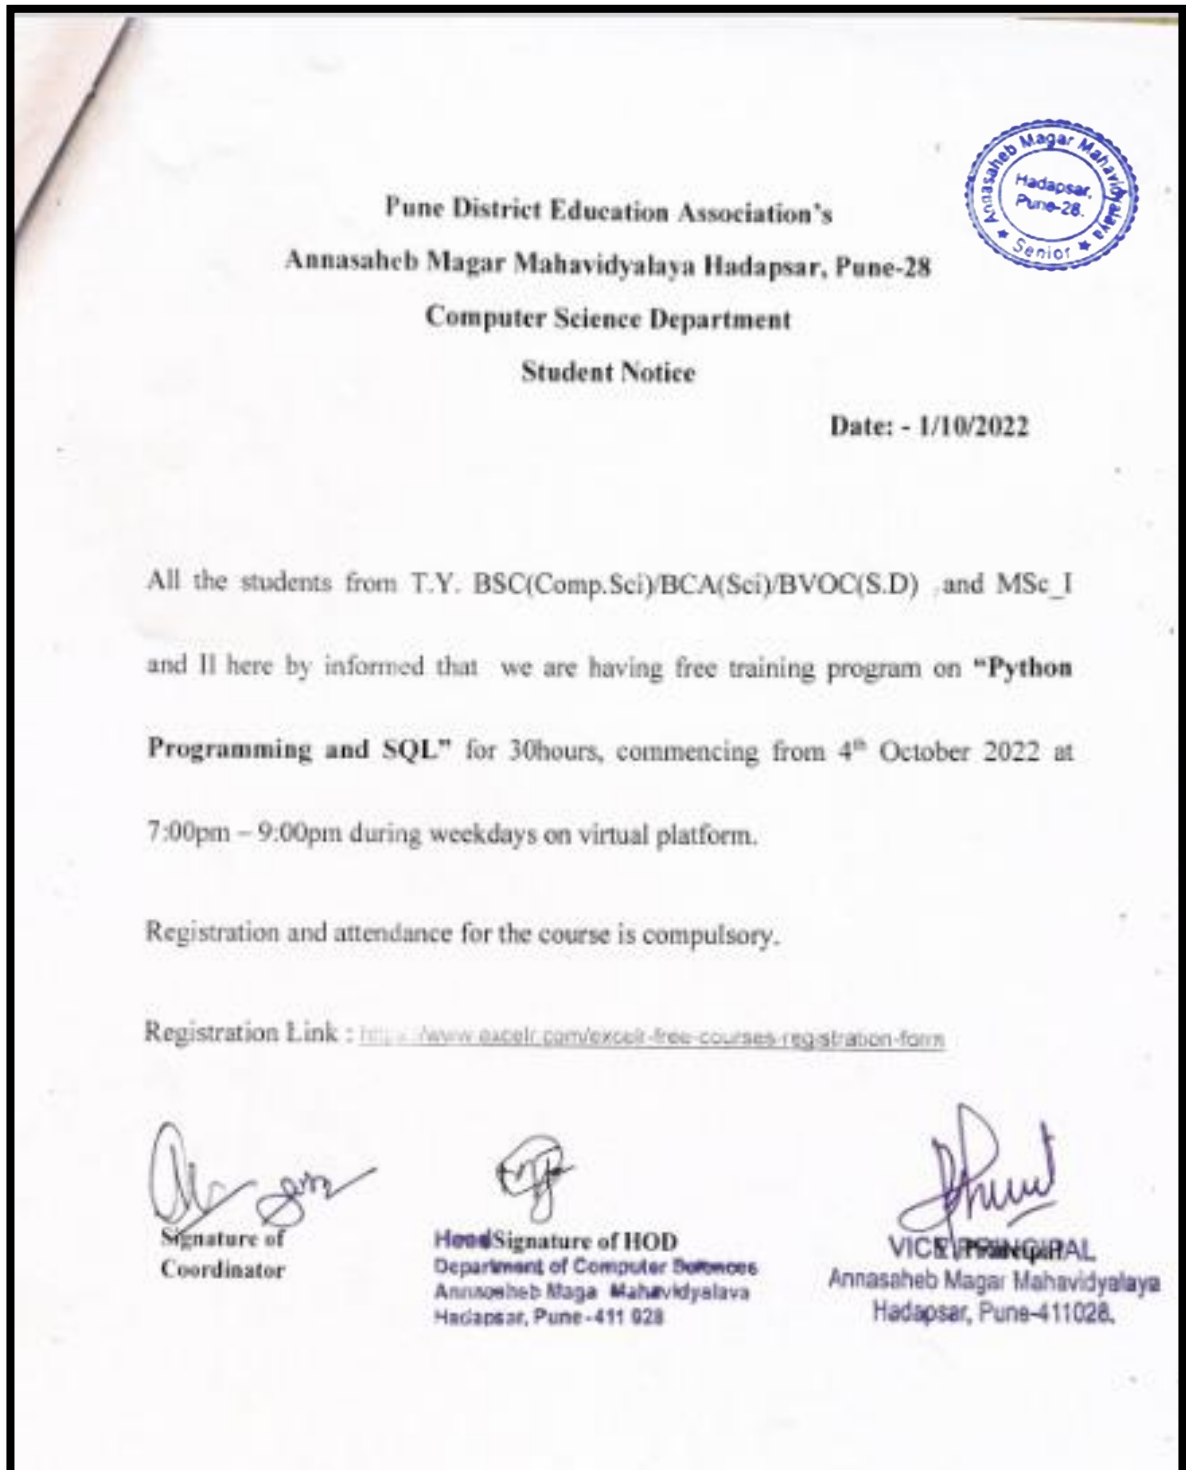 Annasaheb Magar Mahavidyalaya
Hadapsar,
Pune-28.
★ Senior ★
Pune District Education Association's
Annasaheb Magar Mahavidyalaya Hadapsar, Pune-28
Computer Science Department
Student Notice
Date: - 1/10/2022
All the students from T.Y. BSC(Comp.Sci)/BCA(Sci)/BVOC(S.D) ,and MSc_I
and II here by informed that we are having free training program on “Python
Programming and SQL” for 30hours, commencing from 4th October 2022 at
7:00pm – 9:00pm during weekdays on virtual platform.
Registration and attendance for the course is compulsory.
Registration Link : https://www.excelr.com/excelr-free-courses-registration-form
Signature of
Coordinator
Head Signature of HOD
Department of Computer Sciences
Annasaheb Maga Mahavidyalava
Hadapsar, Pune-411 028
VICE PRINCIPAL
Annasaheb Magar Mahavidyalaya
Hadapsar, Pune-411028.